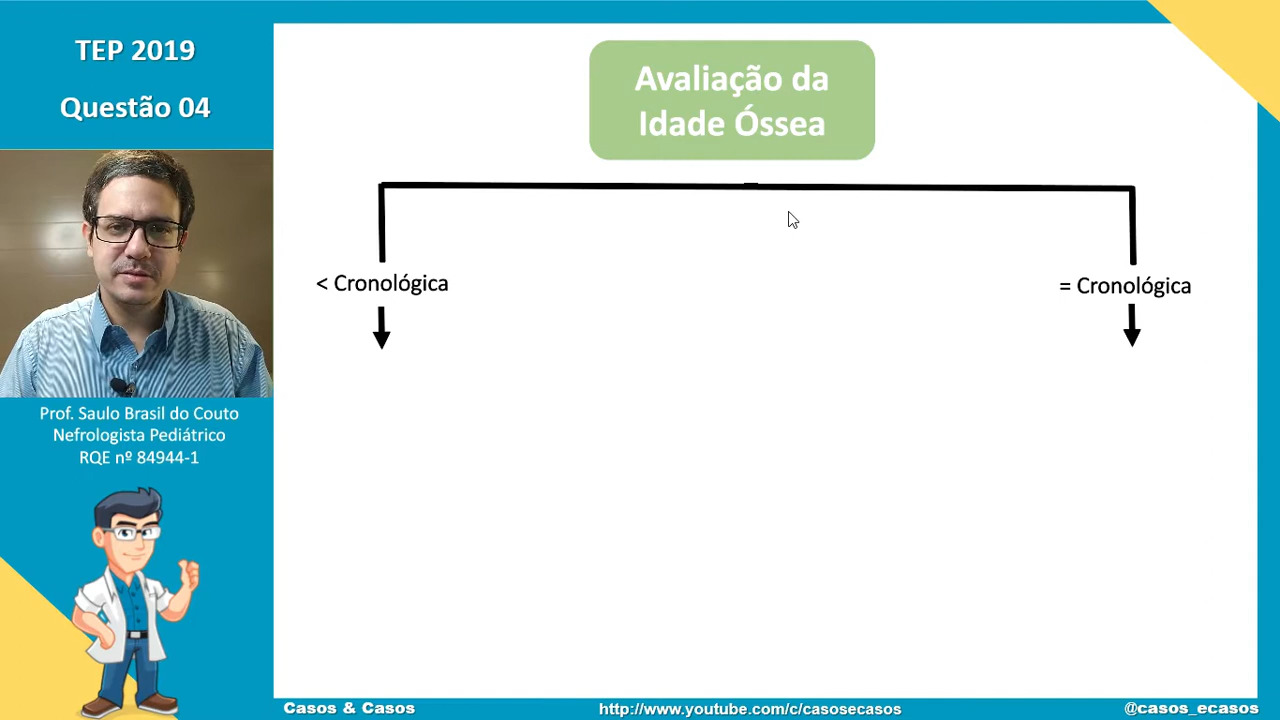 TEP 2019
Questão 04
Avaliação da
Idade Óssea
< Cronológica
= Cronológica
Prof. Saulo Brasil do Couto
Nefrologista Pediátrico
RQE nº 84944-1
Casos & Casos
http://www.youtube.com/c/casosecasos
@casos_ecasos